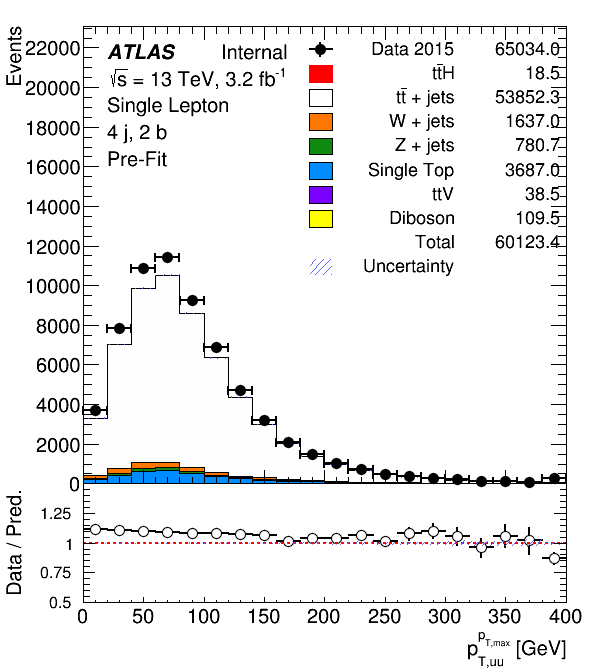 Events
22000
20000
18000
16000
14000
12000
10000
8000
6000
4000
2000
0
ATLAS Internal
√s = 13 TeV, 3.2 fb⁻¹
Single Lepton
4 j, 2 b
Pre-Fit
Data 2015 65034.0
tt̄H 18.5
tt̄ + jets 53852.3
W + jets 1637.0
Z + jets 780.7
Single Top 3687.0
ttV 38.5
Diboson 109.5
Total 60123.4
Uncertainty
Data / Pred.
1.25
1
0.75
0.5
0 50 100 150 200 250 300 350 400
p_{T,uu}^{p_{T,max}} [GeV]